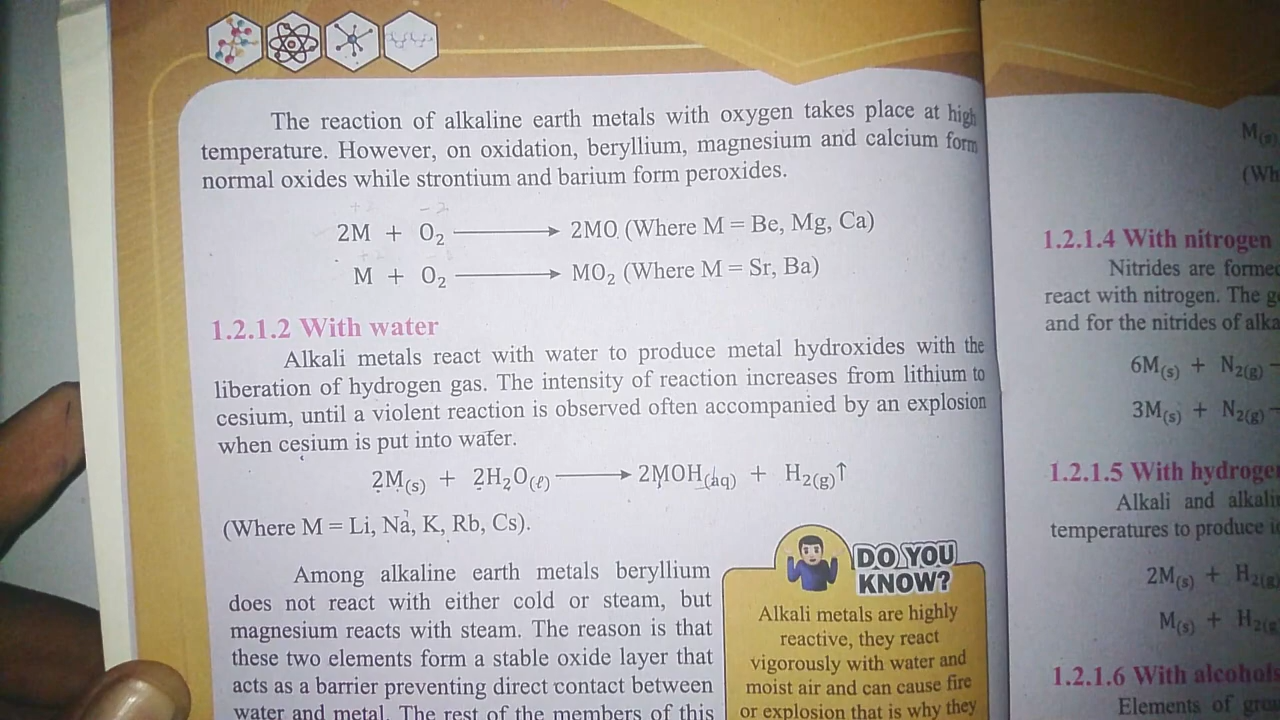 The reaction of alkaline earth metals with oxygen takes place at high
temperature. However, on oxidation, beryllium, magnesium and calcium form
normal oxides while strontium and barium form peroxides.
2M + O₂ ⟶ 2MO (Where M = Be, Mg, Ca)
M + O₂ ⟶ MO₂ (Where M = Sr, Ba)
1.2.1.2 With water
Alkali metals react with water to produce metal hydroxides with the
liberation of hydrogen gas. The intensity of reaction increases from lithium to
cesium, until a violent reaction is observed often accompanied by an explosion
when cesium is put into water.
2M(s) + 2H₂O(ℓ) ⟶ 2MOH(aq) + H₂(g)↑
(Where M = Li, Na, K, Rb, Cs).
Among alkaline earth metals beryllium
does not react with either cold or steam, but
magnesium reacts with steam. The reason is that
these two elements form a stable oxide layer that
acts as a barrier preventing direct contact between
water and metal. The rest of the members of this
DO YOU
KNOW?
Alkali metals are highly
reactive, they react
vigorously with water and
moist air and can cause fire
or explosion that is why they
M(s)
(Wh
1.2.1.4 With nitrogen
Nitrides are formed
react with nitrogen. The
and for the nitrides of alka
6M(s) + N₂(g)
3M(s) + N₂(g)
1.2.1.5 With hydrogen
Alkali and alkali
temperatures to produce
2M(s) + H₂(g
M(s) + H₂(g
1.2.1.6 With alcohols
Elements of grou